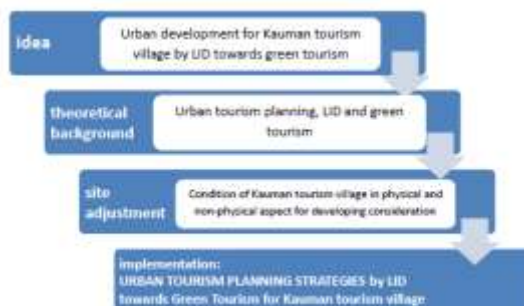 idea
Urban development for Kauman tourism
village by LID towards green tourism
theoretical
background
Urban tourism planning, LID and green
tourism
site
adjustment
Condition of Kauman tourism village in physical and
non-physical aspect for developing consideration
implementation:
URBAN TOURISM PLANNING STRATEGIES by LID
towards Green Tourism for Kauman tourism village